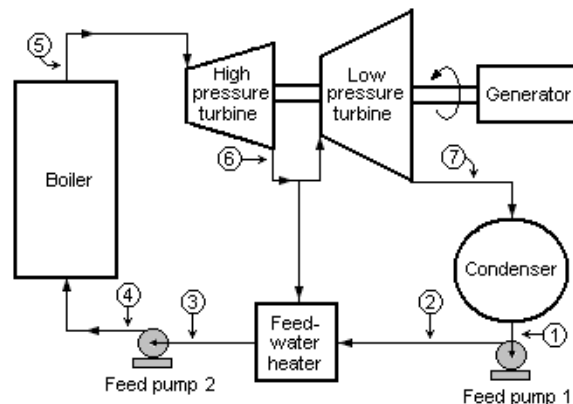 5
High
pressure
turbine
Low
pressure
turbine
Generator
6
7
Boiler
Condenser
4
3
Feed-
water
heater
2
1
Feed pump 2
Feed pump 1